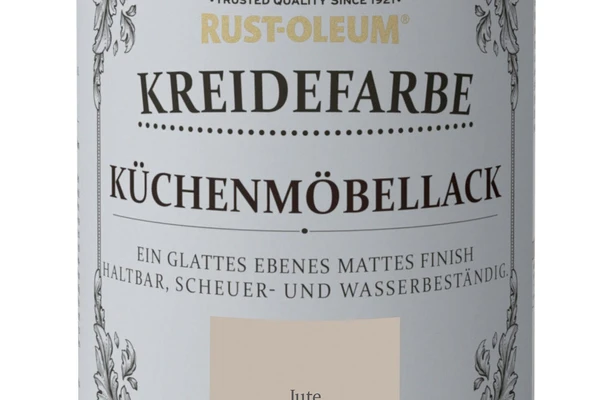 TRUSTED QUALITY SINCE 1921
RUST-OLEUM®
KREIDEFARBE
KÜCHENMÖBELLACK
EIN GLATTES EBENES MATTES FINISH
HALTBAR, SCHEUER- UND WASSERBESTÄNDIG.
Jute